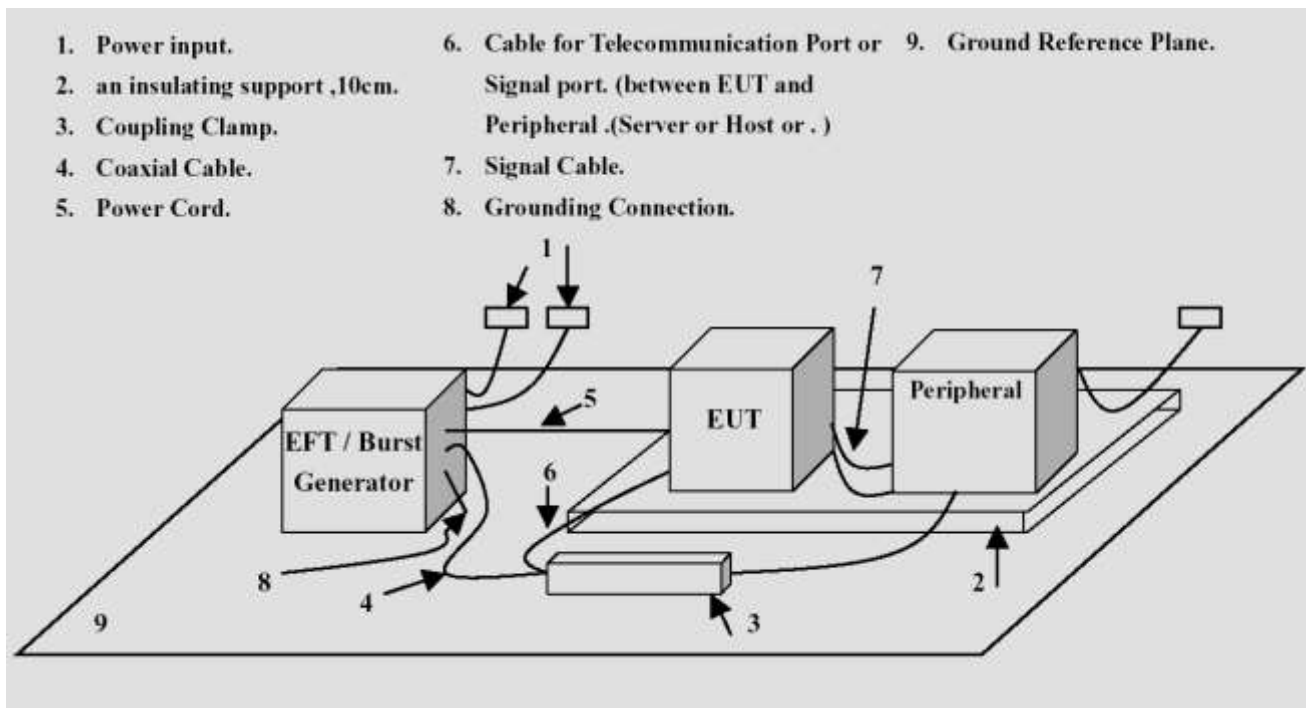 1. Power input.
2. an insulating support ,10cm.
3. Coupling Clamp.
4. Coaxial Cable.
5. Power Cord.
6. Cable for Telecommunication Port or
Signal port. (between EUT and
Peripheral .(Server or Host or . )
7. Signal Cable.
8. Grounding Connection.
9. Ground Reference Plane.
1
7
5
EFT / Burst
Generator
EUT
Peripheral
6
8
4
2
9
3